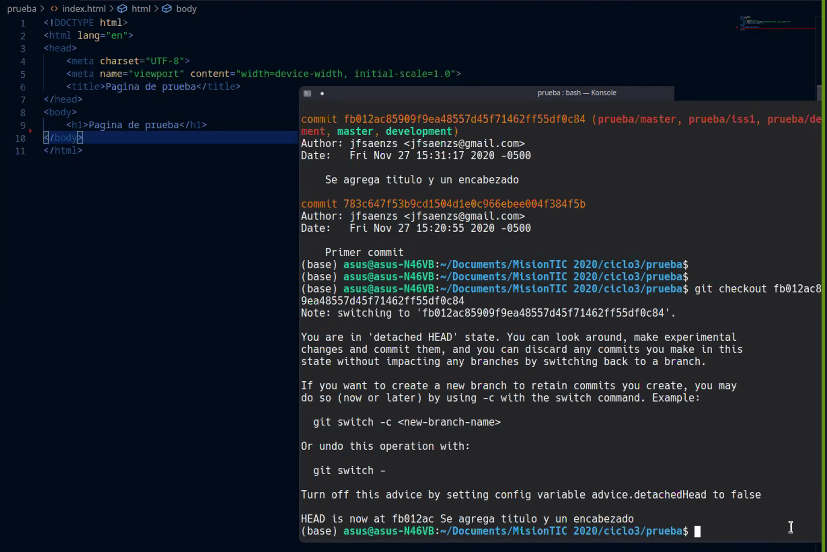 prueba > index.html > html > body
1 <!DOCTYPE html>
2 <html lang="en">
3 <head>
4 <meta charset="UTF-8">
5 <meta name="viewport" content="width=device-width, initial-scale=1.0">
6 <title>Pagina de prueba</title>
7 </head>
8 <body>
9 <h1>Pagina de prueba</h1>
10 </body>
11 </html>
prueba : bash — Konsole
commit fb012ac85909f9ea48557d45f71462ff55df0c84 (prueba/master, prueba/iss1, prueba/de
ment, master, development)
Author: jfsaenzs <jfsaenzs@gmail.com>
Date: Fri Nov 27 15:31:17 2020 -0500
Se agrega titulo y un encabezado
commit 783c647f53b9cd1504d1e0c966ebee004f384f5b
Author: jfsaenzs <jfsaenzs@gmail.com>
Date: Fri Nov 27 15:20:55 2020 -0500
Primer commit
(base) asus@asus-N46VB:~/Documents/MisionTIC 2020/ciclo3/prueba$
(base) asus@asus-N46VB:~/Documents/MisionTIC 2020/ciclo3/prueba$
(base) asus@asus-N46VB:~/Documents/MisionTIC 2020/ciclo3/prueba$ git checkout fb012ac8
9ea48557d45f71462ff55df0c84
Note: switching to 'fb012ac85909f9ea48557d45f71462ff55df0c84'.
You are in 'detached HEAD' state. You can look around, make experimental
changes and commit them, and you can discard any commits you make in this
state without impacting any branches by switching back to a branch.
If you want to create a new branch to retain commits you create, you may
do so (now or later) by using -c with the switch command. Example:
git switch -c <new-branch-name>
Or undo this operation with:
git switch -
Turn off this advice by setting config variable advice.detachedHead to false
HEAD is now at fb012ac Se agrega titulo y un encabezado
(base) asus@asus-N46VB:~/Documents/MisionTIC 2020/ciclo3/prueba$